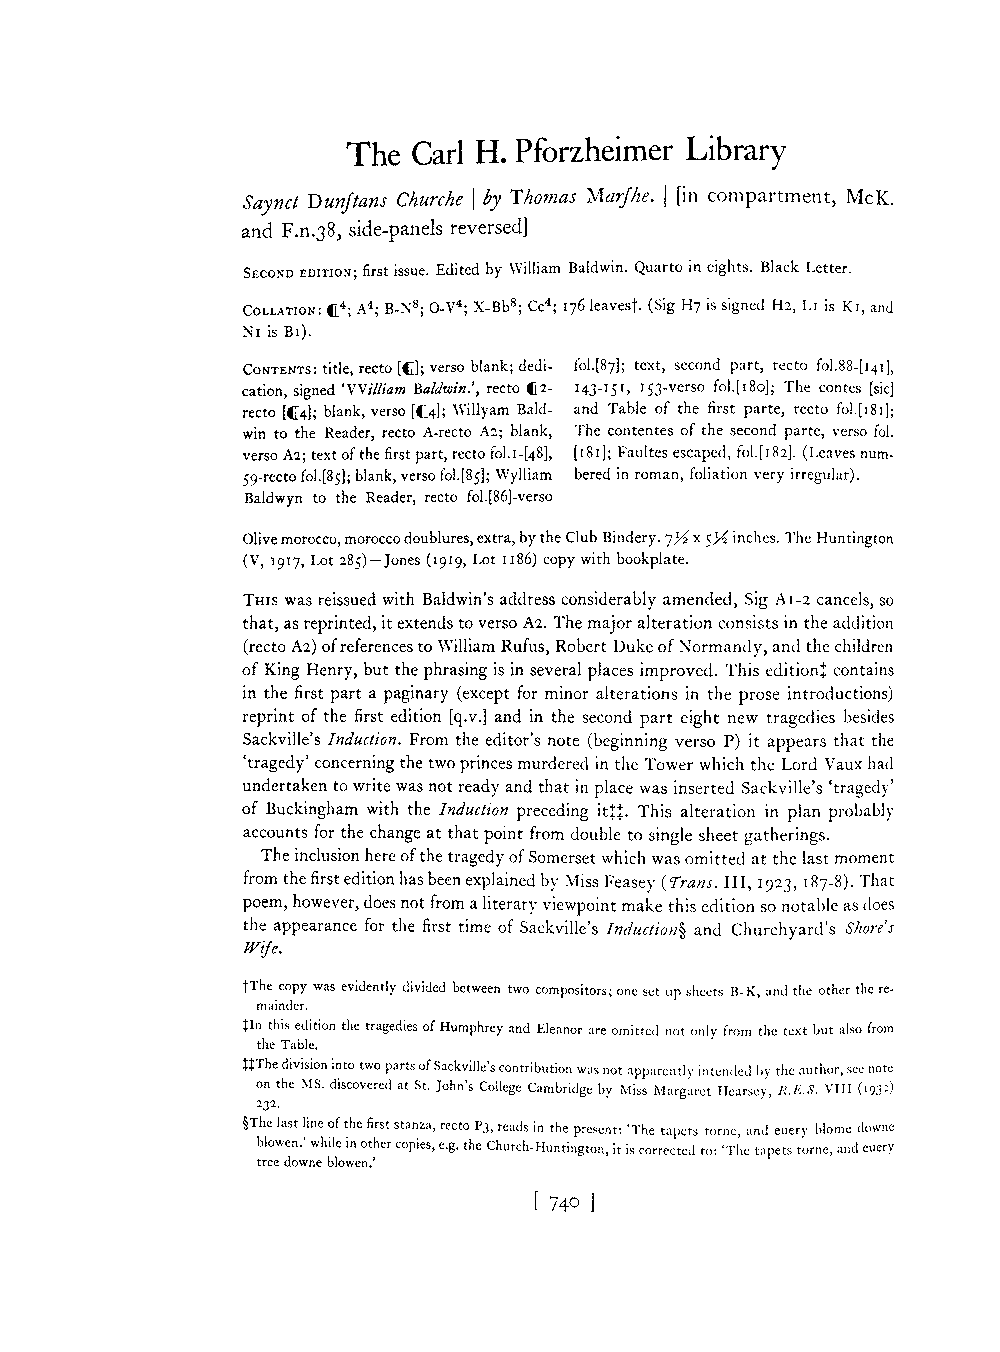 The Carl H. Pforzheimer Library
Saynct Dunſtans Churche | by Thomas Marſhe. | [in compartment, McK.
and F.n.38, side-panels reversed]
SECOND EDITION; first issue. Edited by William Baldwin. Quarto in eights. Black Letter.
COLLATION: ¶⁴; A⁴; B-N⁸; O-V⁴; X-Bb⁸; Cc⁴; 176 leaves†. (Sig H7 is signed H2, L1 is K1, and
N1 is B1).
CONTENTS: title, recto [¶]; verso blank; dedi-
cation, signed ‘VVilliam Baldwin.’, recto ¶2-
recto [¶4]; blank, verso [¶4]; Willyam Bald-
win to the Reader, recto A-recto A2; blank,
verso A2; text of the first part, recto fol.1-[48],
59-recto fol.[85]; blank, verso fol.[85]; Wylliam
Baldwyn to the Reader, recto fol.[86]-verso
fol.[87]; text, second part, recto fol.88-[141],
143-151, 153-verso fol.[180]; The contes [sic]
and Table of the first parte, recto fol.[181];
The contentes of the second parte, verso fol.
[181]; Faultes escaped, fol.[182]. (Leaves num-
bered in roman, foliation very irregular).
Olive morocco, morocco doublures, extra, by the Club Bindery. 7½ x 5½ inches. The Huntington
(V, 1917, Lot 285)—Jones (1919, Lot 1186) copy with bookplate.
THIS was reissued with Baldwin's address considerably amended, Sig A1-2 cancels, so
that, as reprinted, it extends to verso A2. The major alteration consists in the addition
(recto A2) of references to William Rufus, Robert Duke of Normandy, and the children
of King Henry, but the phrasing is in several places improved. This edition‡ contains
in the first part a paginary (except for minor alterations in the prose introductions)
reprint of the first edition [q.v.] and in the second part eight new tragedies besides
Sackville's Induction. From the editor's note (beginning verso P) it appears that the
‘tragedy’ concerning the two princes murdered in the Tower which the Lord Vaux had
undertaken to write was not ready and that in place was inserted Sackville's ‘tragedy’
of Buckingham with the Induction preceding it‡‡. This alteration in plan probably
accounts for the change at that point from double to single sheet gatherings.
The inclusion here of the tragedy of Somerset which was omitted at the last moment
from the first edition has been explained by Miss Feasey (Trans. III, 1923, 187-8). That
poem, however, does not from a literary viewpoint make this edition so notable as does
the appearance for the first time of Sackville's Induction§ and Churchyard's Shore's
Wife.
†The copy was evidently divided between two compositors; one set up sheets B-K, and the other the re-
mainder.
‡In this edition the tragedies of Humphrey and Eleanor are omitted not only from the text but also from
the Table.
‡‡The division into two parts of Sackville's contribution was not apparently intended by the author, see note
on the MS. discovered at St. John's College Cambridge by Miss Margaret Hearsey, R.E.S. VIII (1932)
232.
§The last line of the first stanza, recto P3, reads in the present: ‘The tapets torne, and euery blome downe
blowen.’ while in other copies, e.g. the Church-Huntington, it is corrected to: ‘The tapets torne, and euery
tree downe blowen.’
[ 740 ]